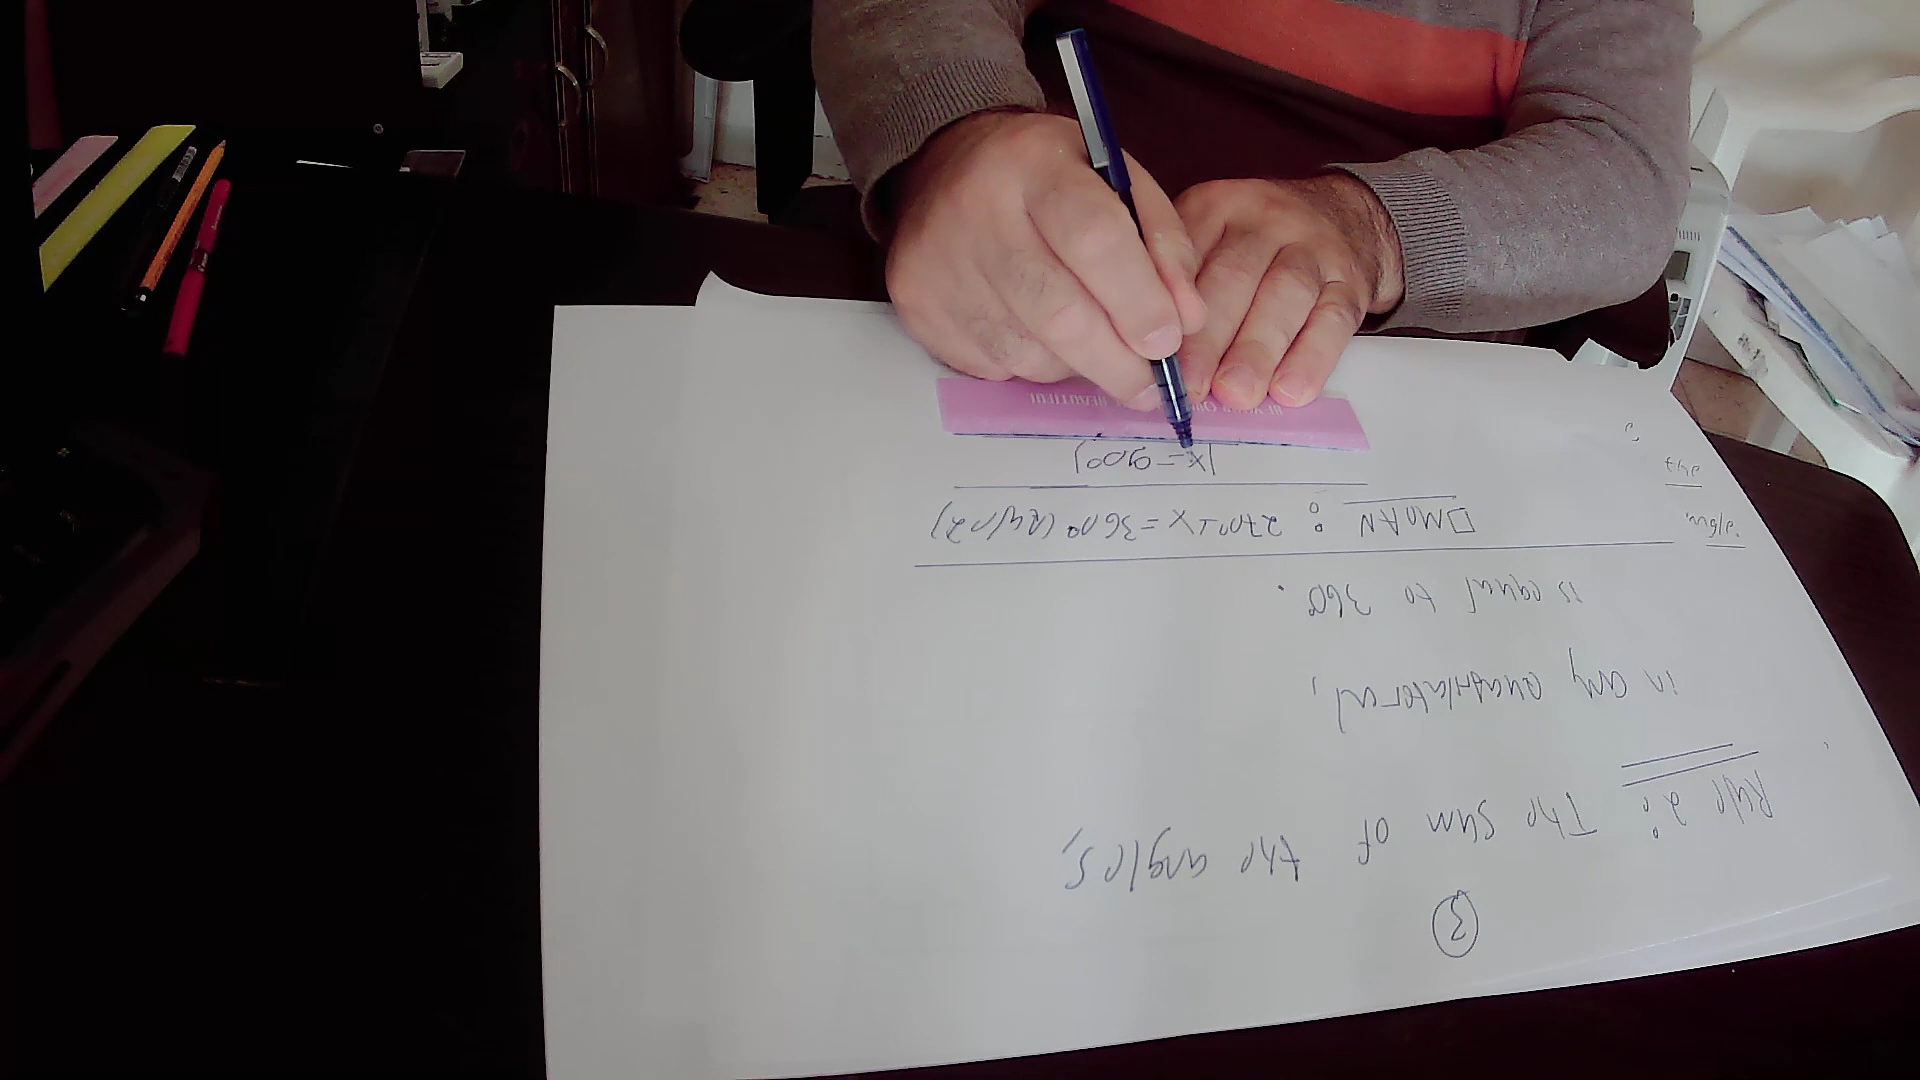 3
Rule 2: The sum of the angles,
in any quadrilateral,
is equal to 360°.
□MOAN : 270°+X=360° (Rule 2)
x=90°